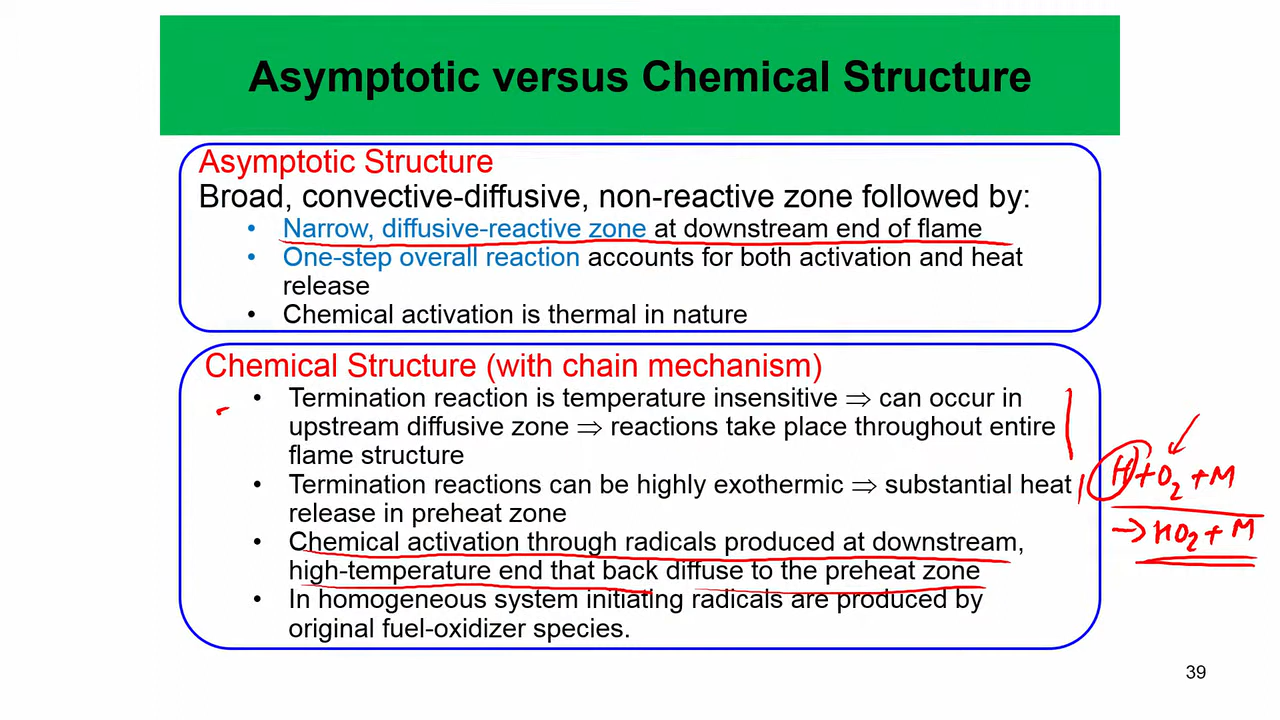 Asymptotic versus Chemical Structure
Asymptotic Structure
Broad, convective-diffusive, non-reactive zone followed by:
• Narrow, diffusive-reactive zone at downstream end of flame
• One-step overall reaction accounts for both activation and heat
release
• Chemical activation is thermal in nature
Chemical Structure (with chain mechanism)
• Termination reaction is temperature insensitive ⇒ can occur in
upstream diffusive zone ⇒ reactions take place throughout entire
flame structure
• Termination reactions can be highly exothermic ⇒ substantial heat
release in preheat zone
• Chemical activation through radicals produced at downstream,
high-temperature end that back diffuse to the preheat zone
• In homogeneous system initiating radicals are produced by
original fuel-oxidizer species.
H+O₂+M
→HO₂+M
39